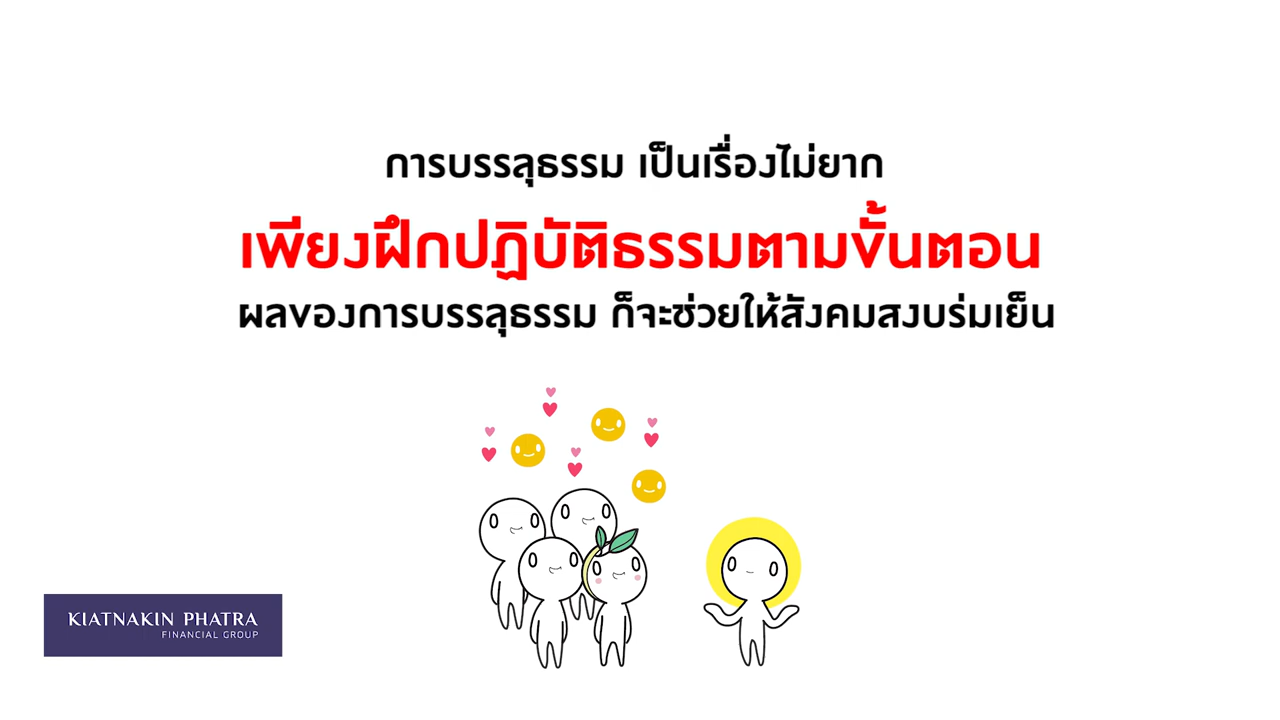 การบรรลุธรรม เป็นเรื่องไม่ยาก
เพียงฝึกปฏิบัติธรรมตามขั้นตอน
ผลของการบรรลุธรรม ก็จะช่วยให้สังคมสงบร่มเย็น
KIATNAKIN PHATRA
FINANCIAL GROUP